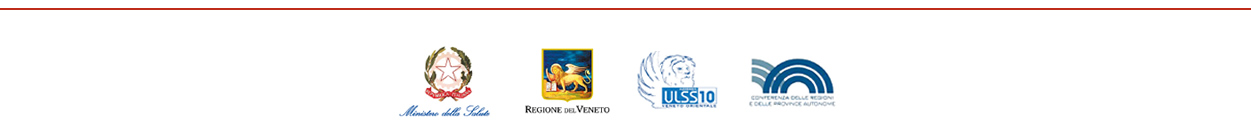 Ministero della Salute
REGIONE DEL VENETO
ULSS10
VENETO ORIENTALE
CONFERENZA DELLE REGIONI
E DELLE PROVINCE AUTONOME